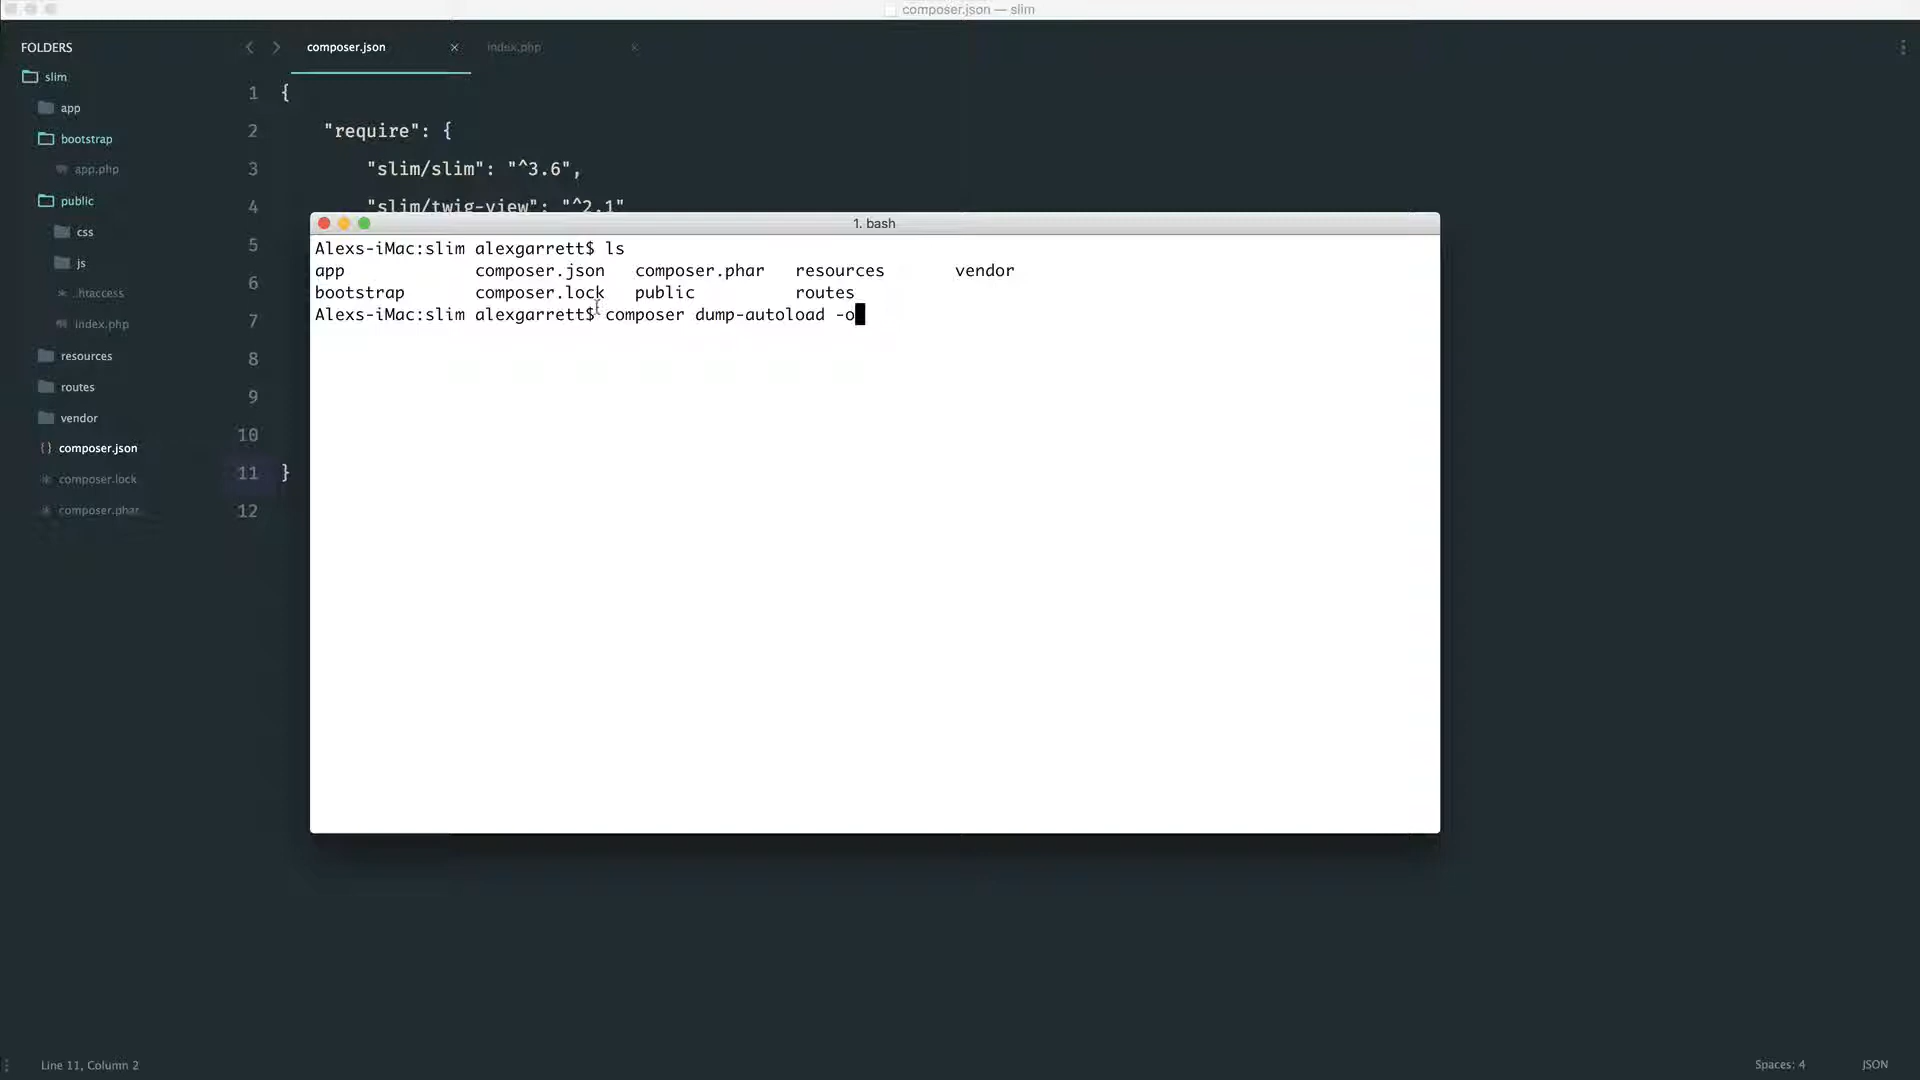 composer.json — slim
FOLDERS
slim
app
bootstrap
app.php
public
css
js
.htaccess
index.php
resources
routes
vendor
composer.json
composer.lock
composer.phar
composer.json
index.php
1 {
2 "require": {
3 "slim/slim": "^3.6",
4 "slim/twig-view": "^2.1"
5
6
7
8
9
10
11 }
12
1. bash
Alexs-iMac:slim alexgarrett$ ls
app composer.json composer.phar resources vendor
bootstrap composer.lock public routes
Alexs-iMac:slim alexgarrett$ composer dump-autoload -o
Line 11, Column 2
Spaces: 4
JSON